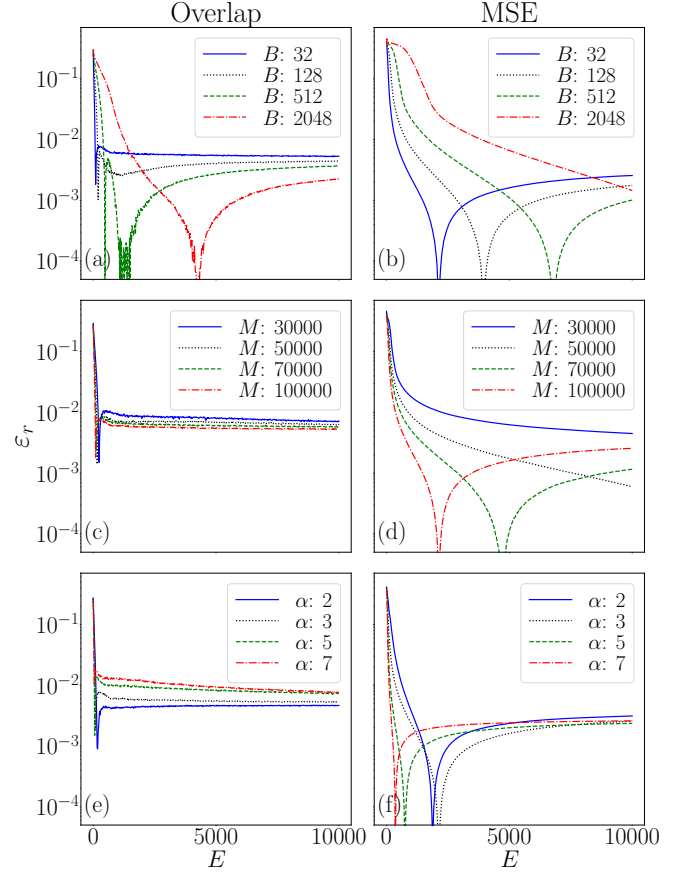 Overlap MSE
10⁻¹ B: 32 B: 32
B: 128 B: 128
B: 512 B: 512
10⁻² B: 2048 B: 2048
10⁻³
10⁻⁴ (a) (b)
10⁻¹ M: 30000 M: 30000
M: 50000 M: 50000
M: 70000 M: 70000
10⁻² M: 100000 M: 100000
εᵣ
10⁻³
10⁻⁴ (c) (d)
10⁻¹ α: 2 α: 2
α: 3 α: 3
α: 5 α: 5
10⁻² α: 7 α: 7
10⁻³
10⁻⁴ (e) (f)
0 5000 10000 0 5000 10000
E E